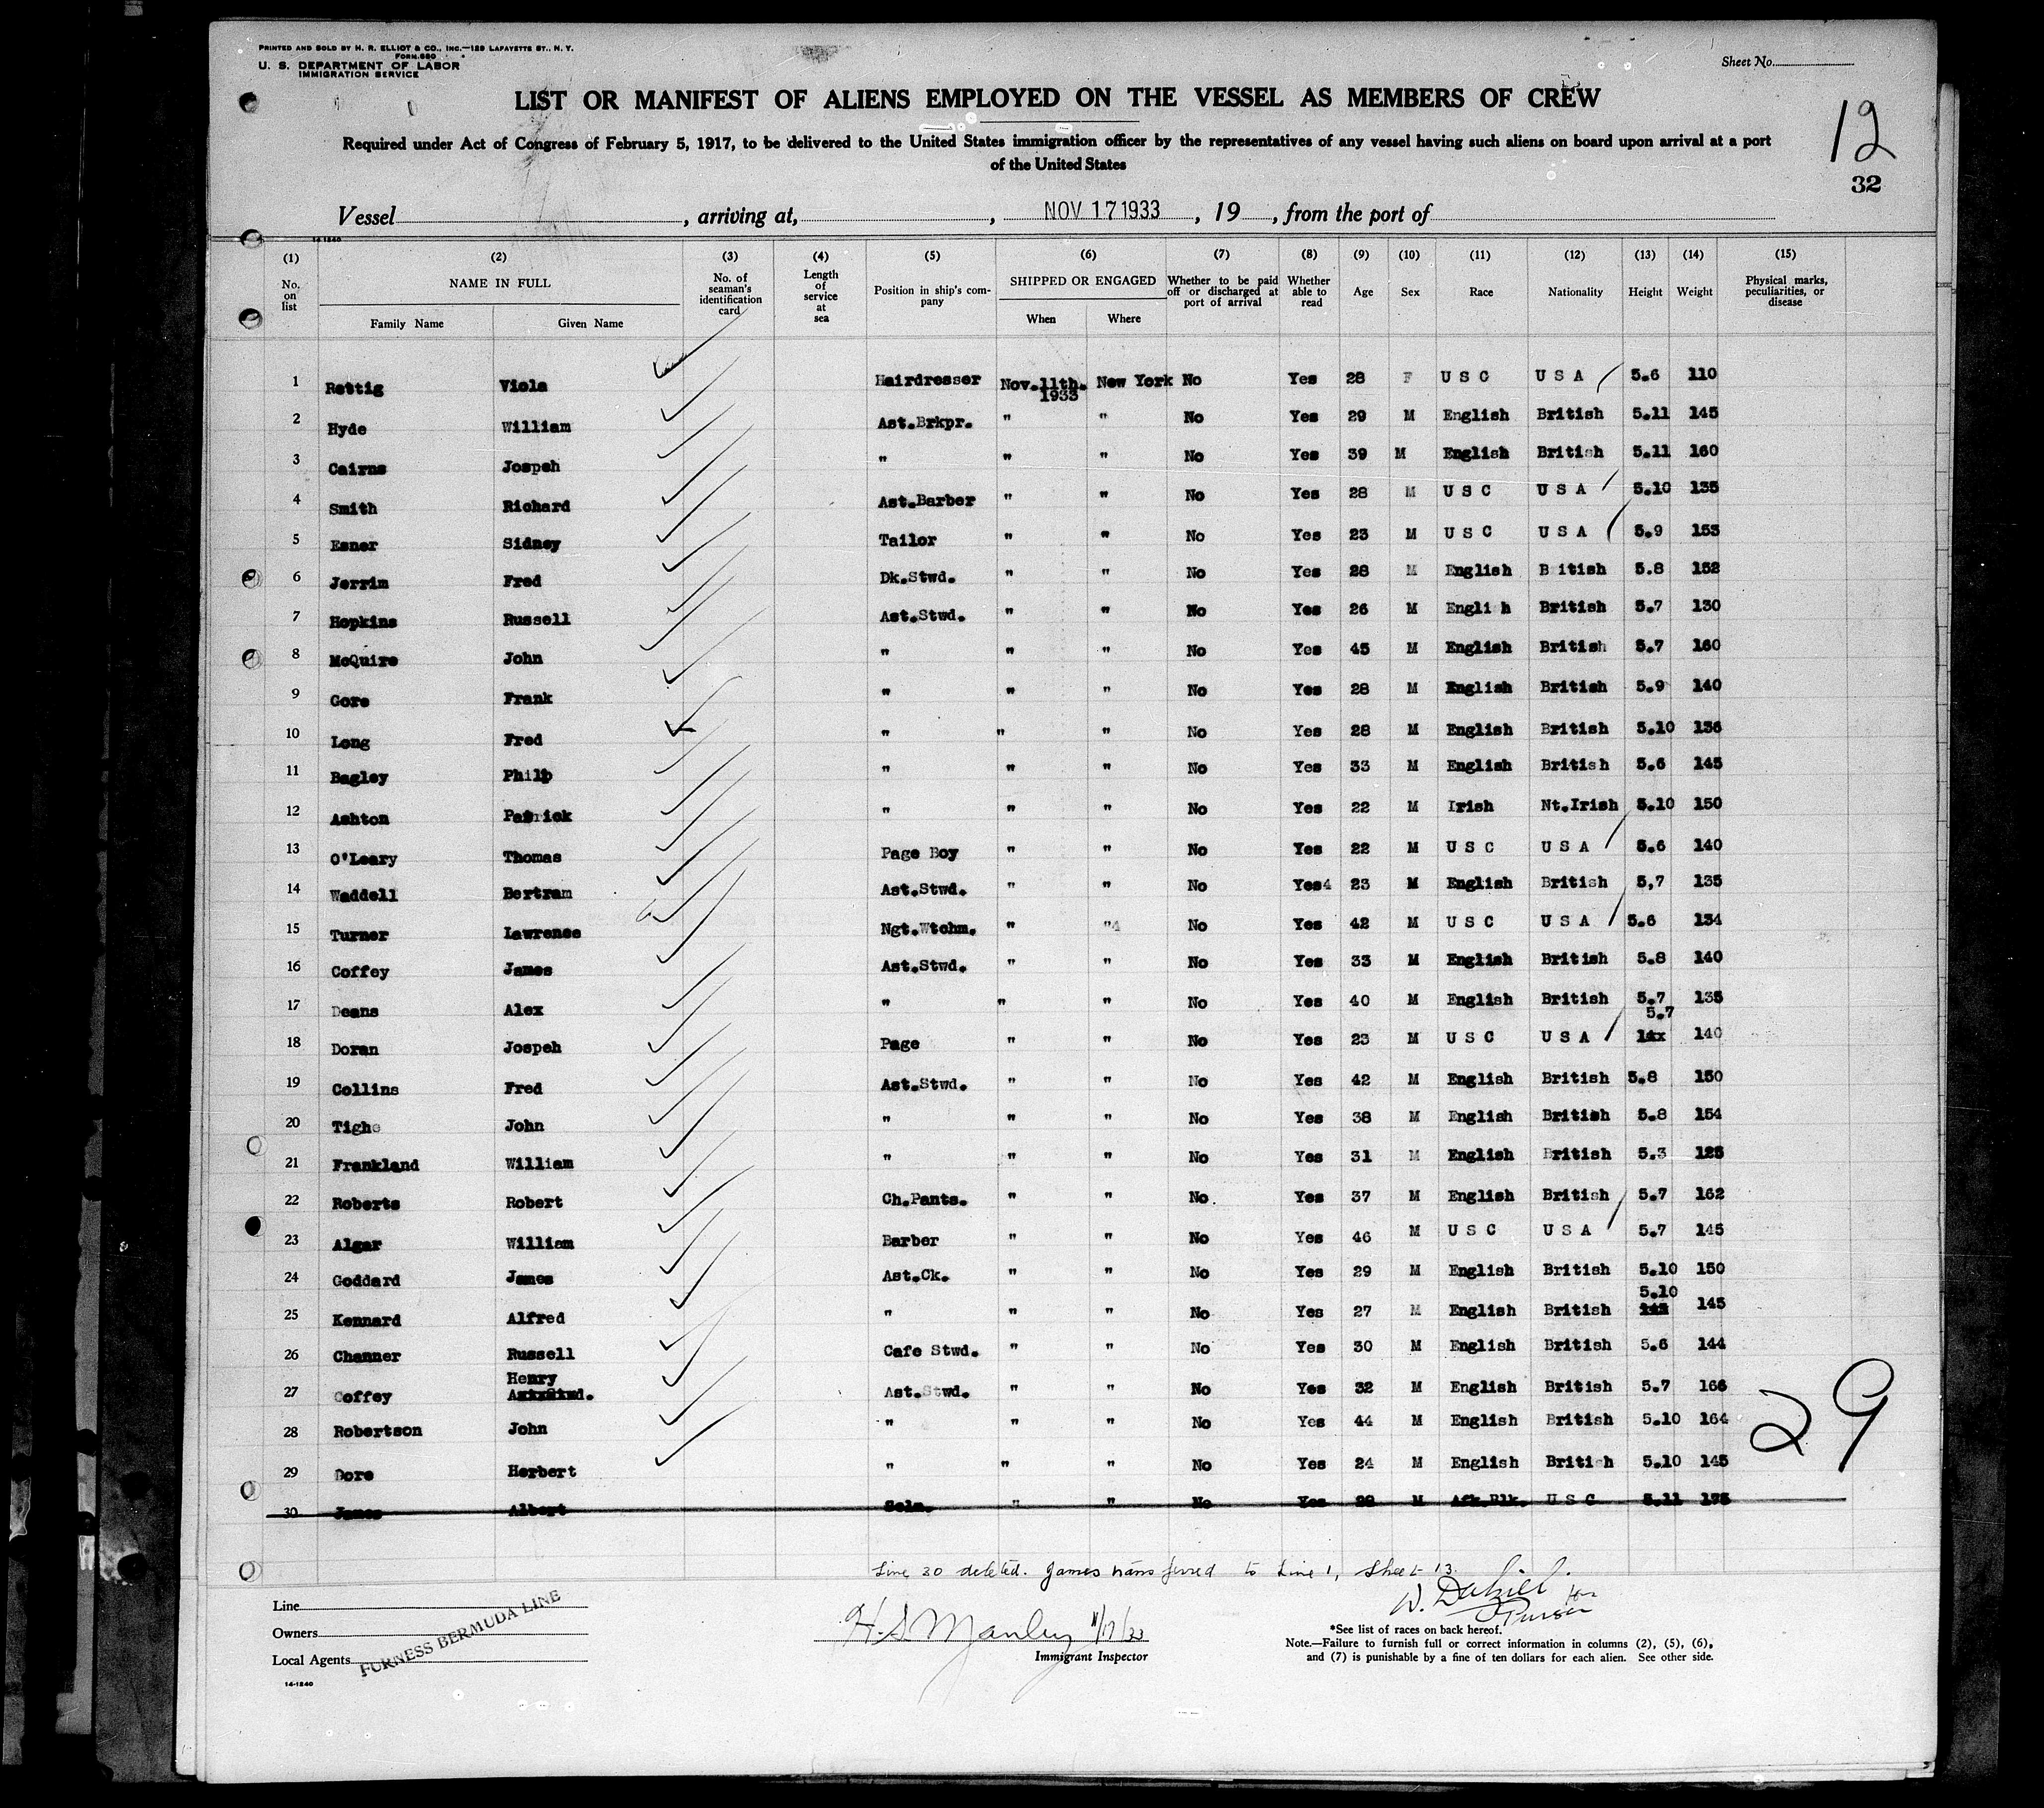 PRINTED AND SOLD BY H. R. ELLIOT & CO., INC.—129 LAFAYETTE ST., N. Y.
FORM 680
U. S. DEPARTMENT OF LABOR
IMMIGRATION SERVICE
Sheet No.
LIST OR MANIFEST OF ALIENS EMPLOYED ON THE VESSEL AS MEMBERS OF CREW
12
Required under Act of Congress of February 5, 1917, to be delivered to the United States immigration officer by the representatives of any vessel having such aliens on board upon arrival at a port
of the United States
32
Vessel , arriving at, , NOV 17 1933 , 19 , from the port of
14-1240
(1) (2) (3) (4) (5) (6) (7) (8) (9) (10) (11) (12) (13) (14) (15)
No. on list NAME IN FULL Family Name Given Name No. of seaman's identification card Length of service at sea Position in ship's company SHIPPED OR ENGAGED When Where Whether to be paid off or discharged at port of arrival Whether able to read Age Sex Race Nationality Height Weight Physical marks, peculiarities, or disease
1 Rettig Viola Hairdresser Nov.11th. 1933 New York No Yes 28 F U S C U S A 5.6 110
2 Hyde William Ast.Brkpr. " " No Yes 29 M English British 5.11 145
3 Cairns Jospeh " " " No Yes 39 M English British 5.11 160
4 Smith Richard Ast.Barber " " No Yes 28 M U S C U S A 5.10 135
5 Esner Sidney Tailor " " No Yes 23 M U S C U S A 5.9 153
6 Jerrim Fred Dk.Stwd. " " No Yes 28 M English B itish 5.8 152
7 Hopkins Russell Ast.Stwd. " " No Yes 26 M Engli h British 5.7 130
8 McQuire John " " " No Yes 45 M English British 5.7 160
9 Gore Frank " " " No Yes 28 M English British 5.9 140
10 Long Fred " " " No Yes 28 M English British 5.10 136
11 Bagley Philp " " " No Yes 33 M English British 5.6 145
12 Ashton Patrick " " " No Yes 22 M Irish Nt.Irish 5.10 150
13 O'Leary Thomas Page Boy " " No Yes 22 M U S C U S A 5.6 140
14 Waddell Bertram Ast.Stwd. " " No Yes4 23 M English British 5,7 135
15 Turner Lawrence Ngt.Wtchm. " "4 No Yes 42 M U S C U S A 5.6 134
16 Coffey James Ast.Stwd. " " No Yes 33 M English British 5.8 140
17 Deans Alex " " " No Yes 40 M English British 5.7 135
18 Doran Jospeh Page " " No Yes 23 M U S C U S A 5.7 14x 140
19 Collins Fred Ast.Stwd. " " No Yes 42 M English British 5.8 150
20 Tighe John " " " No Yes 38 M English British 5.8 154
21 Frankland William " " " No Yes 31 M English British 5.3 125
22 Roberts Robert Ch.Pants. " " No. Yes 37 M English British 5.7 162
23 Algar William Barber " " No Yes 46 M U S C U S A 5.7 145
24 Goddard James Ast.Ck. " " No Yes 29 M English British 5.10 150
25 Kennard Alfred " " " No Yes 27 M English British 5.10 145
26 Channer Russell Cafe Stwd. " " No Yes 30 M English British 5.6 144
27 Coffey Henry Ast.Stwd. " " No Yes 32 M English British 5.7 166
28 Robertson John " " " No Yes 44 M English British 5.10 164
29 Dore Herbert " " " No Yes 24 M English British 5.10 145
30 James Albert Selm. " " No Yes 22 M Afk.Blk. U S C 5.11 175
29
Line 30 deleted. James transferred to Line 1, Sheet 13.
W. Dalziel. for
Purser
Line
Owners
Local Agents
FURNESS BERMUDA LINE
14-1240
H. S. Manley 11/17/33
Immigrant Inspector
*See list of races on back hereof.
Note.—Failure to furnish full or correct information in columns (2), (5), (6),
and (7) is punishable by a fine of ten dollars for each alien. See other side.